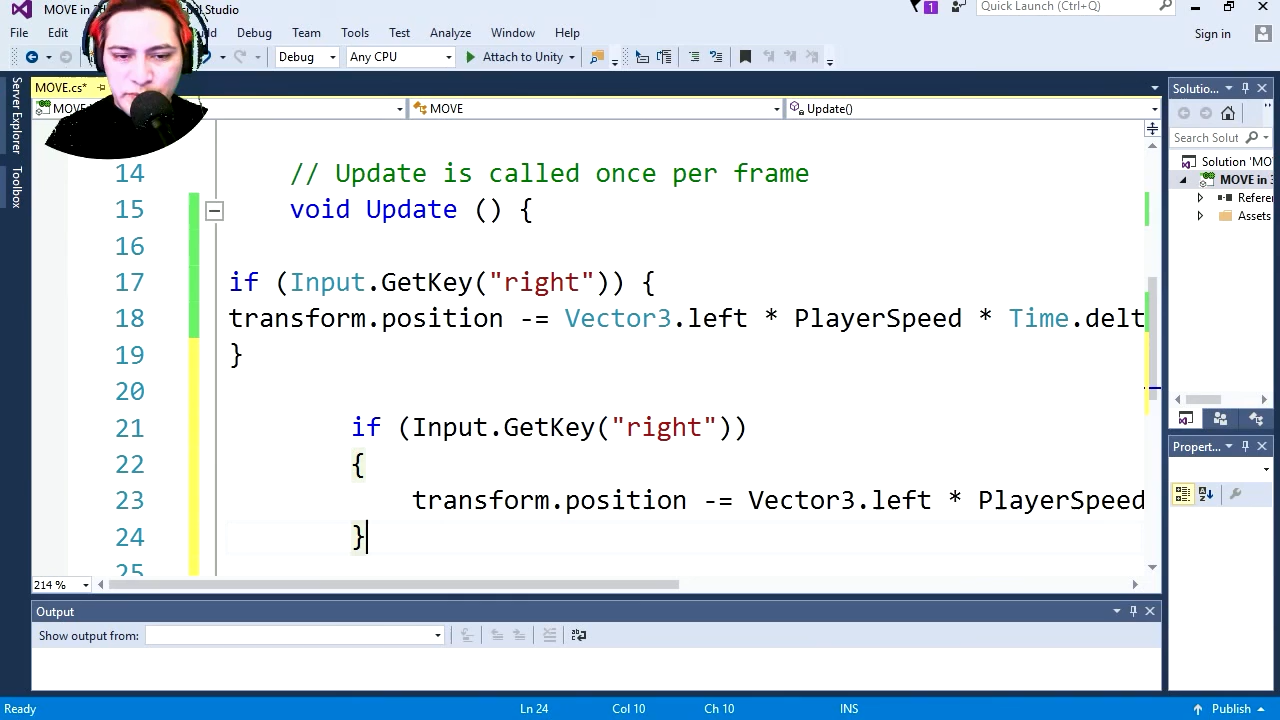 MOVE in
Studio
1
Quick Launch (Ctrl+Q)
File Edit Debug Team Tools Test Analyze Window Help
Sign in
Debug Any CPU Attach to Unity
Server Explorer
Toolbox
MOVE.cs*
MOVE MOVE Update()
14 // Update is called once per frame
15 void Update () {
16
17 if (Input.GetKey("right")) {
18 transform.position -= Vector3.left * PlayerSpeed * Time.delt
19 }
20
21 if (Input.GetKey("right"))
22 {
23 transform.position -= Vector3.left * PlayerSpeed
24 }
25
214 %
Output
Show output from:
Solutio...
Search Solut
Solution 'MO
MOVE in 3
Refere
Assets
Propert...
Ready Ln 24 Col 10 Ch 10 INS Publish